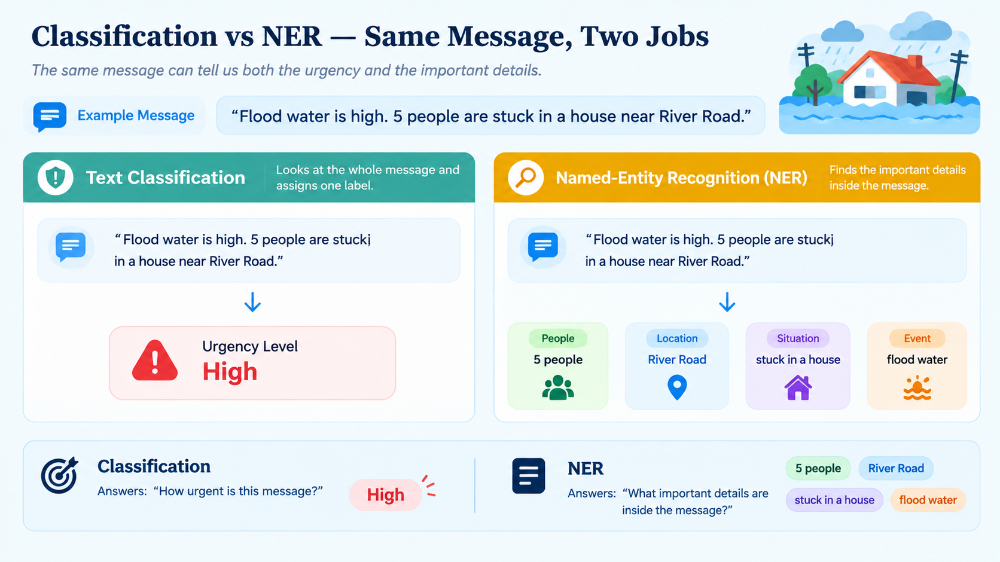 Classification vs NER — Same Message, Two Jobs
The same message can tell us both the urgency and the important details.
Example Message
“Flood water is high. 5 people are stuck in a house near River Road.”
Text Classification
Looks at the whole message and
assigns one label.
“Flood water is high. 5 people are stuckj
in a house near River Road.”
Urgency Level
High
Named-Entity Recognition (NER)
Finds the important details
inside the message.
“Flood water is high. 5 people are stuckj
in a house near River Road.”
People
5 people
Location
River Road
Situation
stuck in a house
Event
flood water
Classification
Answers: “How urgent is this message?”
High
NER
Answers: “What important details are
inside the message?”
5 people
River Road
stuck in a house
flood water